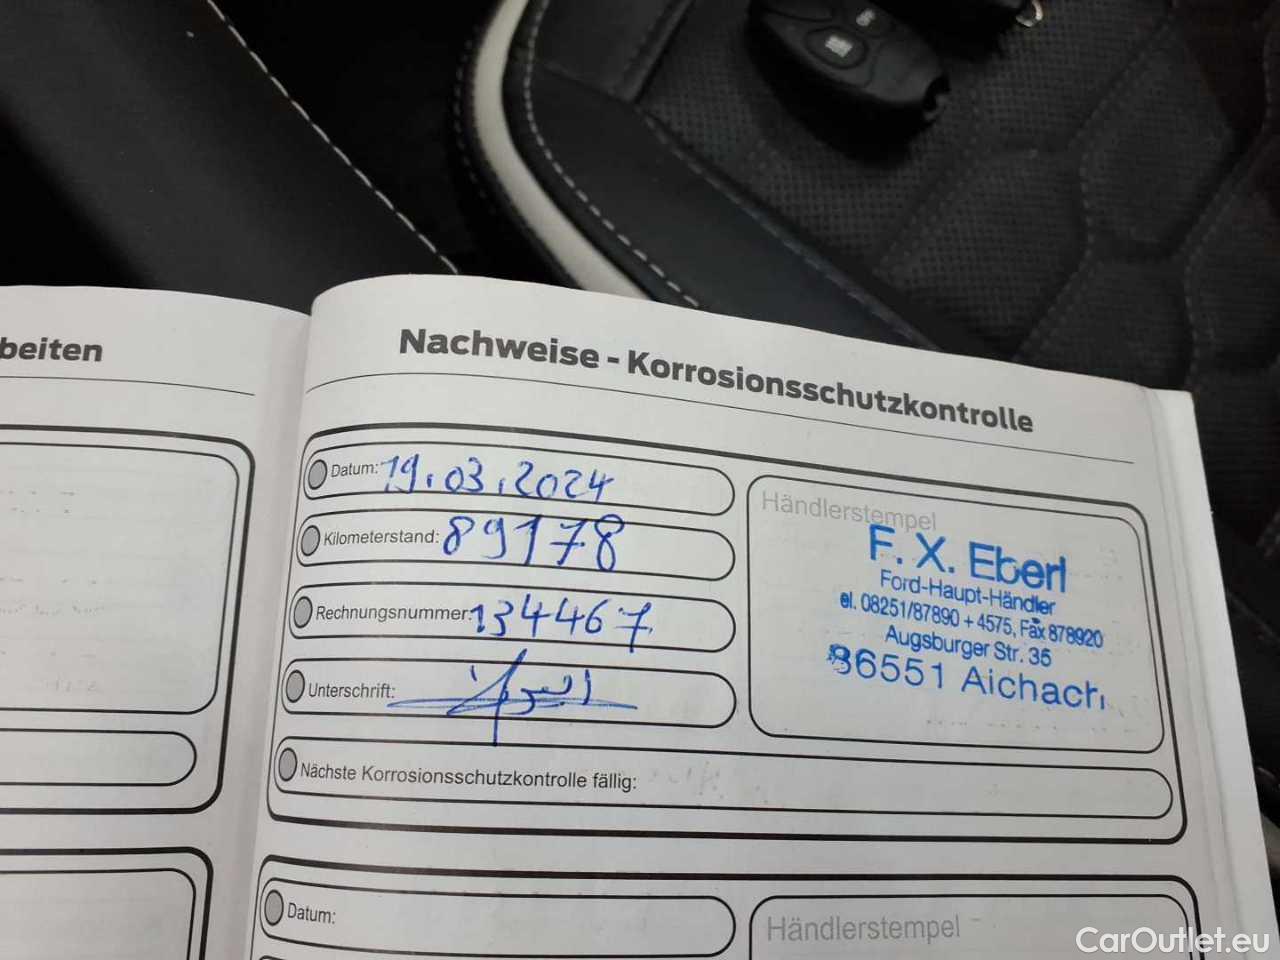 beiten
Nachweise - Korrosionsschutzkontrolle
Datum: 19.03.2024
Kilometerstand: 89178
Rechnungsnummer: 134467
Unterschrift:
Nächste Korrosionsschutzkontrolle fällig:
Händlerstempel
F. X. Eberl
Ford-Haupt-Händler
el. 08251/87890 + 4575, Fax 878920
Augsburger Str. 35
86551 Aichach
Datum:
Händlerstempel
CarOutlet.eu